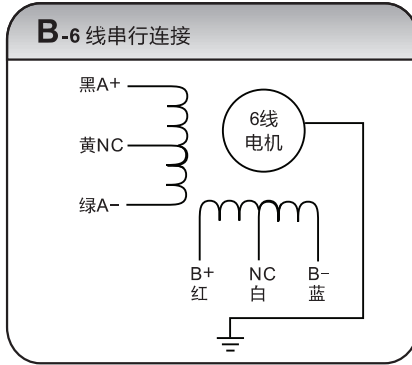 B-6 线串行连接
黑A+
黄NC
绿A-
6线
电机
B+ NC B-
红 白 蓝